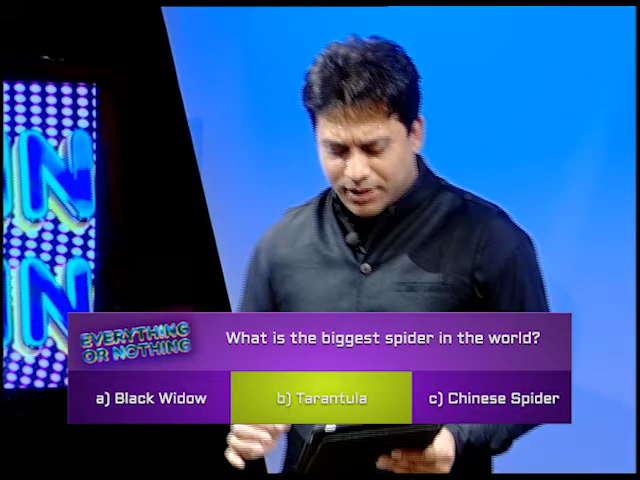 N
N
EVERYTHING
OR NOTHING
What is the biggest spider in the world?
a) Black Widow
b) Tarantula
c) Chinese Spider